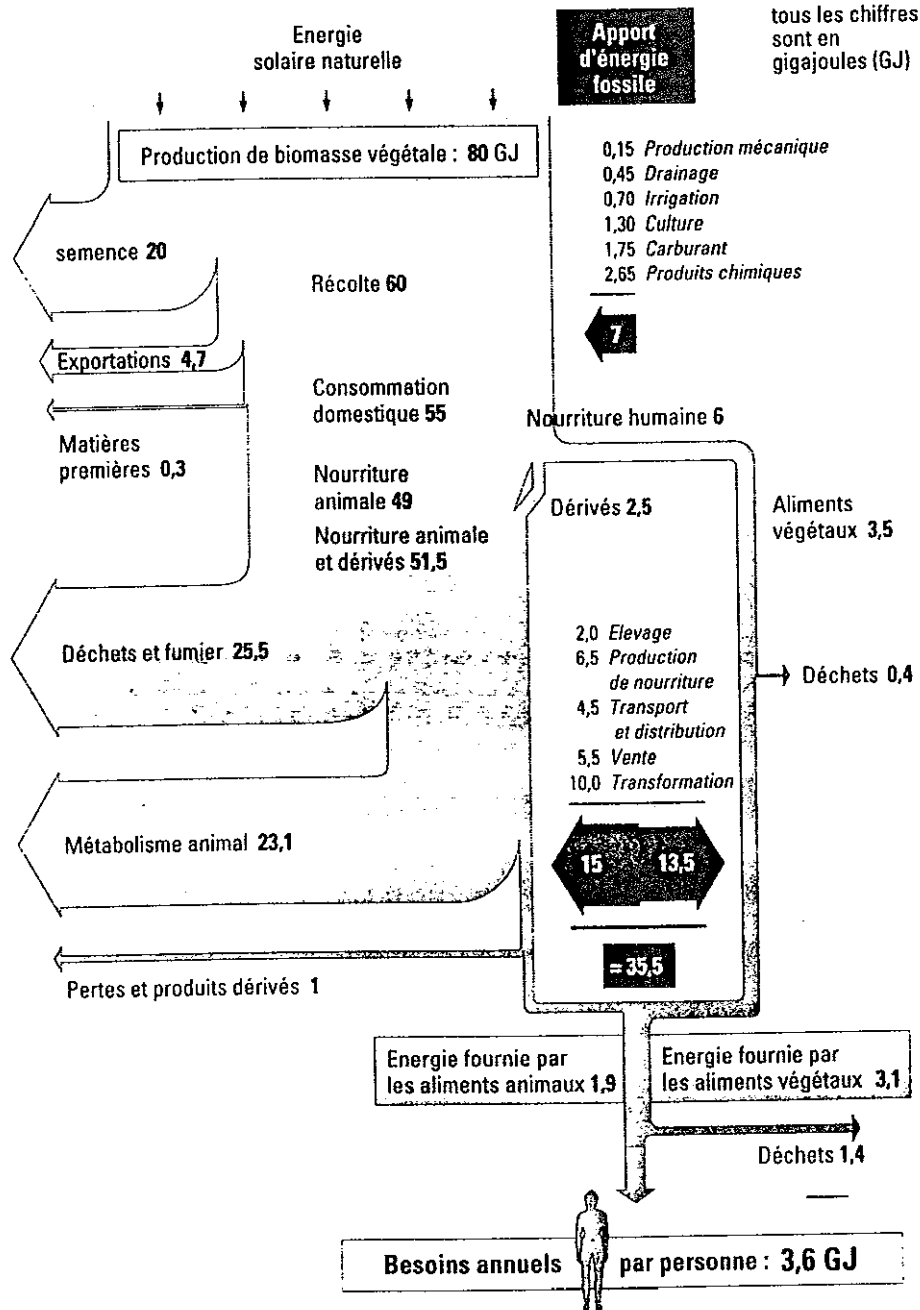 Energie
solaire naturelle
Apport
d'énergie
fossile
tous les chiffres
sont en
gigajoules (GJ)
Production de biomasse végétale : 80 GJ
0,15 Production mécanique
0,45 Drainage
0,70 Irrigation
1,30 Culture
1,75 Carburant
2,65 Produits chimiques
7
semence 20
Récolte 60
Exportations 4,7
Consommation
domestique 55
Nourriture humaine 6
Matières
premières 0,3
Nourriture
animale 49
Dérivés 2,5
Aliments
végétaux 3,5
Nourriture animale
et dérivés 51,5
Déchets et fumier 25,5
2,0 Elevage
6,5 Production
de nourriture
4,5 Transport
et distribution
5,5 Vente
10,0 Transformation
Déchets 0,4
Métabolisme animal 23,1
15 13,5
= 35,5
Pertes et produits dérivés 1
Energie fournie par
les aliments animaux 1,9
Energie fournie par
les aliments végétaux 3,1
Déchets 1,4
Besoins annuels par personne : 3,6 GJ